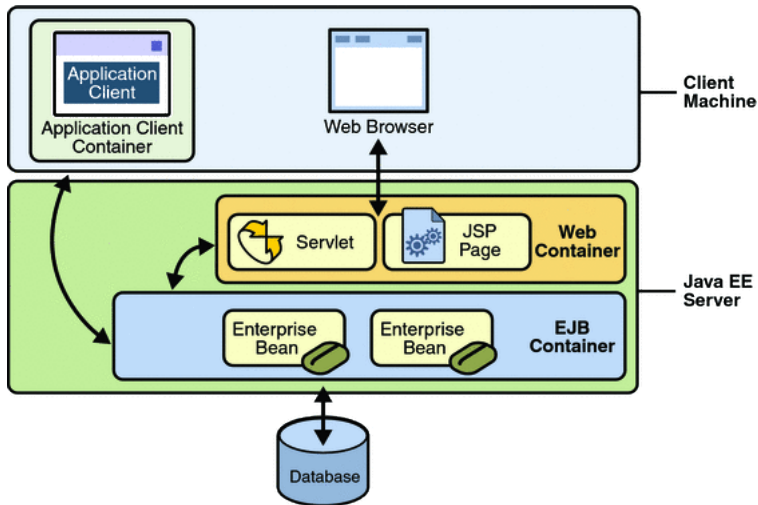 Application
Client
Application Client
Container
Web Browser
Client
Machine
Servlet
JSP
Page
Web
Container
Java EE
Server
Enterprise
Bean
Enterprise
Bean
EJB
Container
Database